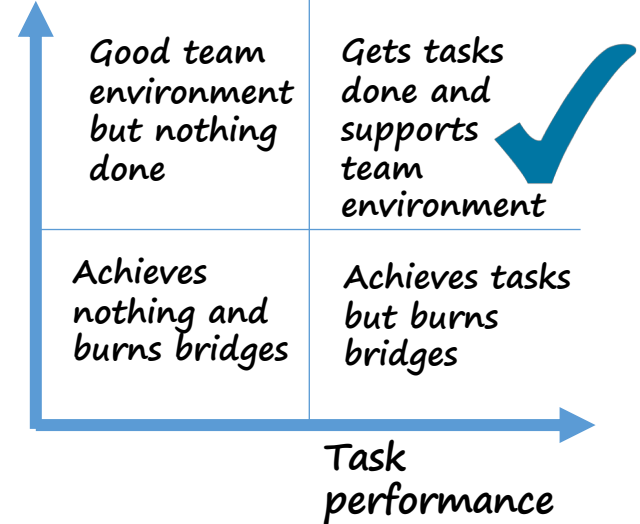 Good team
environment
but nothing
done
Gets tasks
done and
supports
team
environment
Achieves
nothing and
burns bridges
Achieves tasks
but burns
bridges
Task
performance